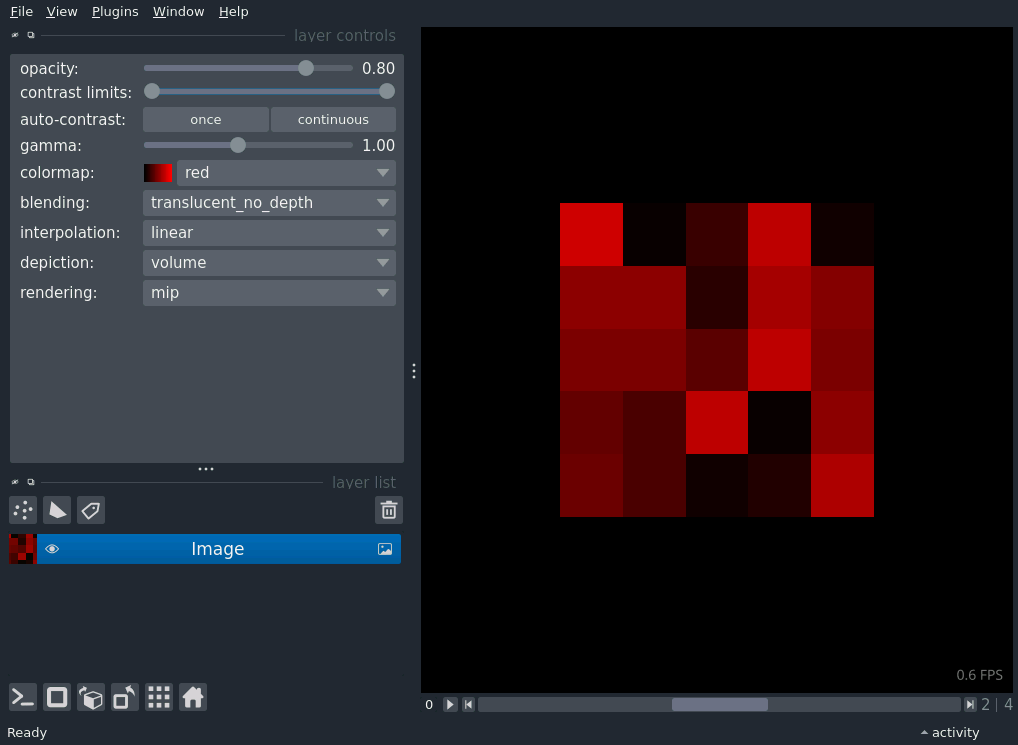 File View Plugins Window Help
layer controls
opacity: 0.80
contrast limits:
auto-contrast: once continuous
gamma: 1.00
colormap: red
blending: translucent_no_depth
interpolation: linear
depiction: volume
rendering: mip
layer list
Image
0.6 FPS
0 2 | 4
Ready activity